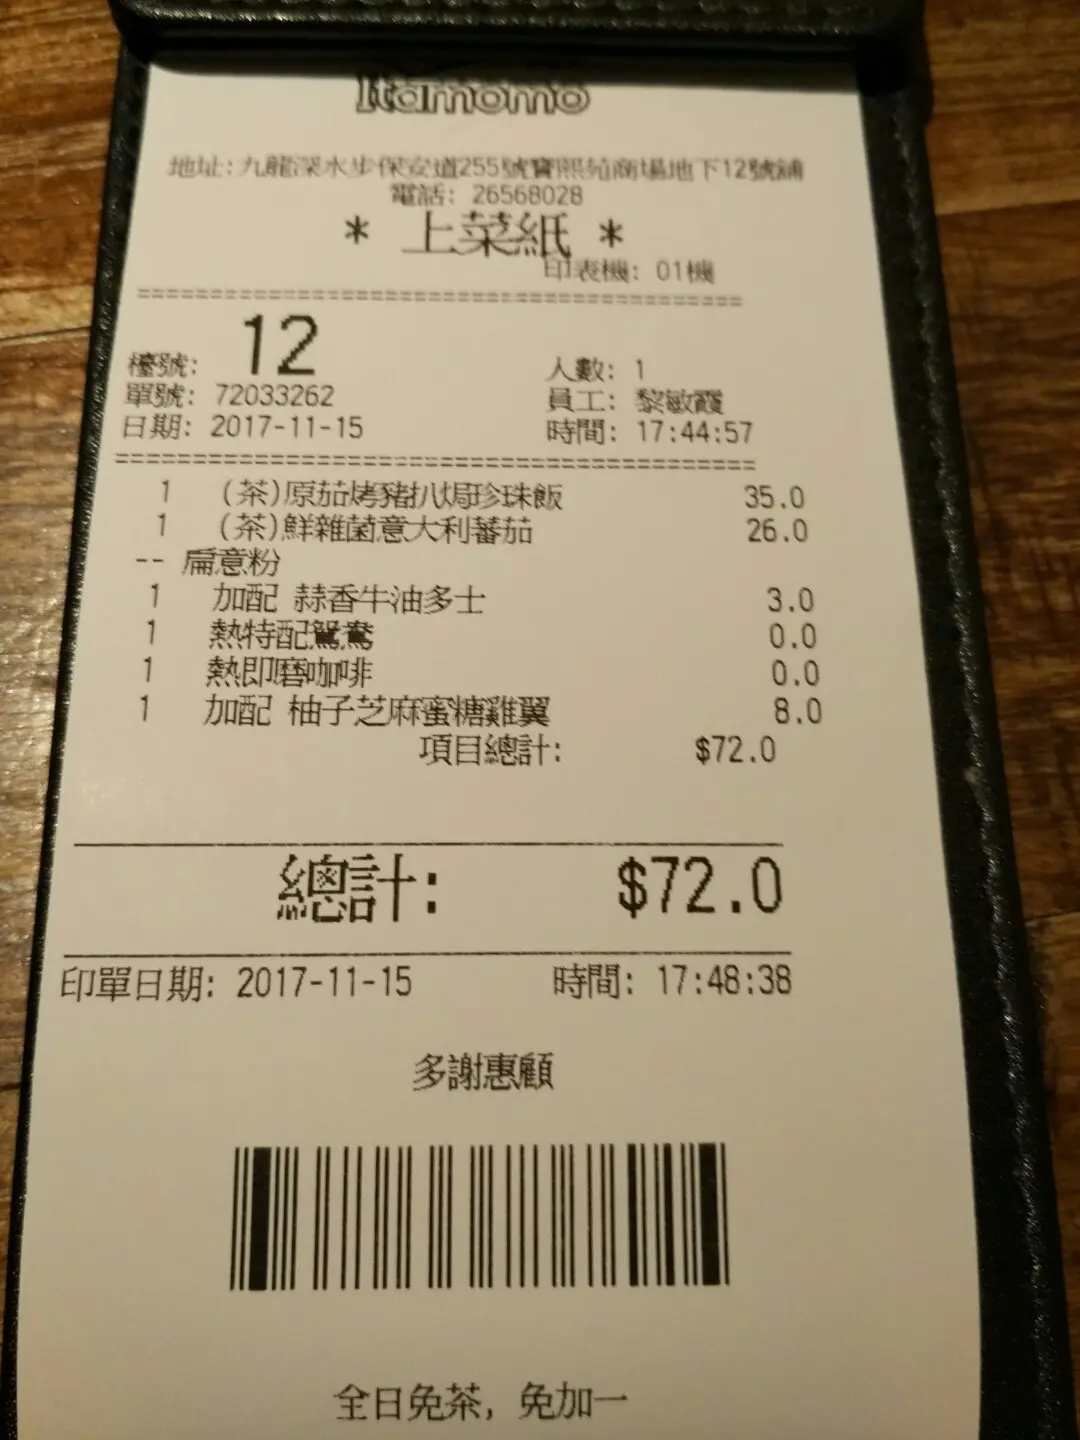 Itamomo
地址:九龍深水步保安道255號寶熙苑商場地下12號舖
電話: 26568028
* 上菜紙 *
印表機: 01機
檯號: 12 人數: 1
單號: 72033262 員工: 黎敏霞
日期: 2017-11-15 時間: 17:44:57
1 (茶)原茄烤豬扒焗珍珠飯 35.0
1 (茶)鮮雜菌意大利蕃茄 26.0
-- 扁意粉
1 加配 蒜香牛油多士 3.0
1 熱特配鴛鴦 0.0
1 熱即磨咖啡 0.0
1 加配 柚子芝麻蜜糖雞翼 8.0
項目總計: $72.0
總計: $72.0
印單日期: 2017-11-15 時間: 17:48:38
多謝惠顧
全日免茶, 免加一